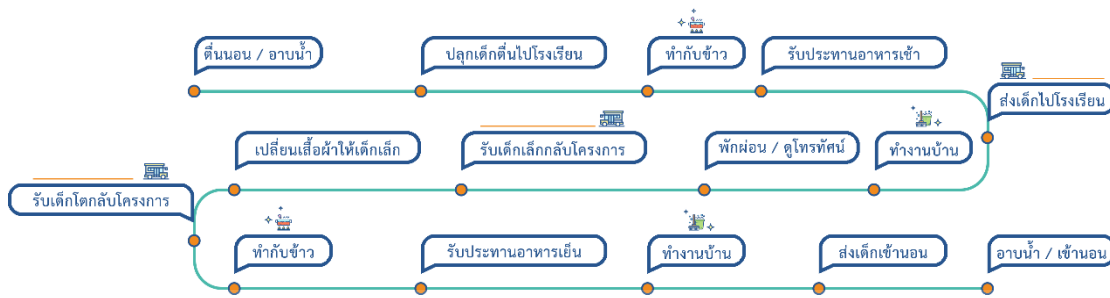 ตื่นนอน / อาบน้ำ
ปลุกเด็กตื่นไปโรงเรียน
ทำกับข้าว
รับประทานอาหารเช้า
ส่งเด็กไปโรงเรียน
ทำงานบ้าน
พักผ่อน / ดูโทรทัศน์
รับเด็กเล็กกลับโครงการ
เปลี่ยนเสื้อผ้าให้เด็กเล็ก
รับเด็กโตกลับโครงการ
ทำกับข้าว
รับประทานอาหารเย็น
ทำงานบ้าน
ส่งเด็กเข้านอน
อาบน้ำ / เข้านอน